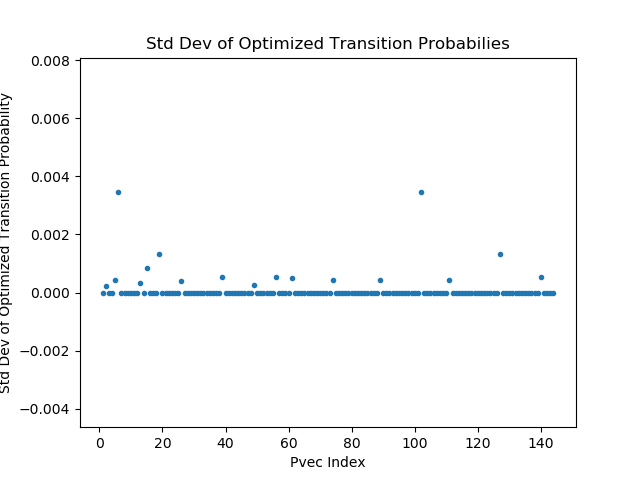 Std Dev of Optimized Transition Probabilies
Std Dev of Optimized Transition Probability
0.008
0.006
0.004
0.002
0.000
−0.002
−0.004
0 20 40 60 80 100 120 140
Pvec Index